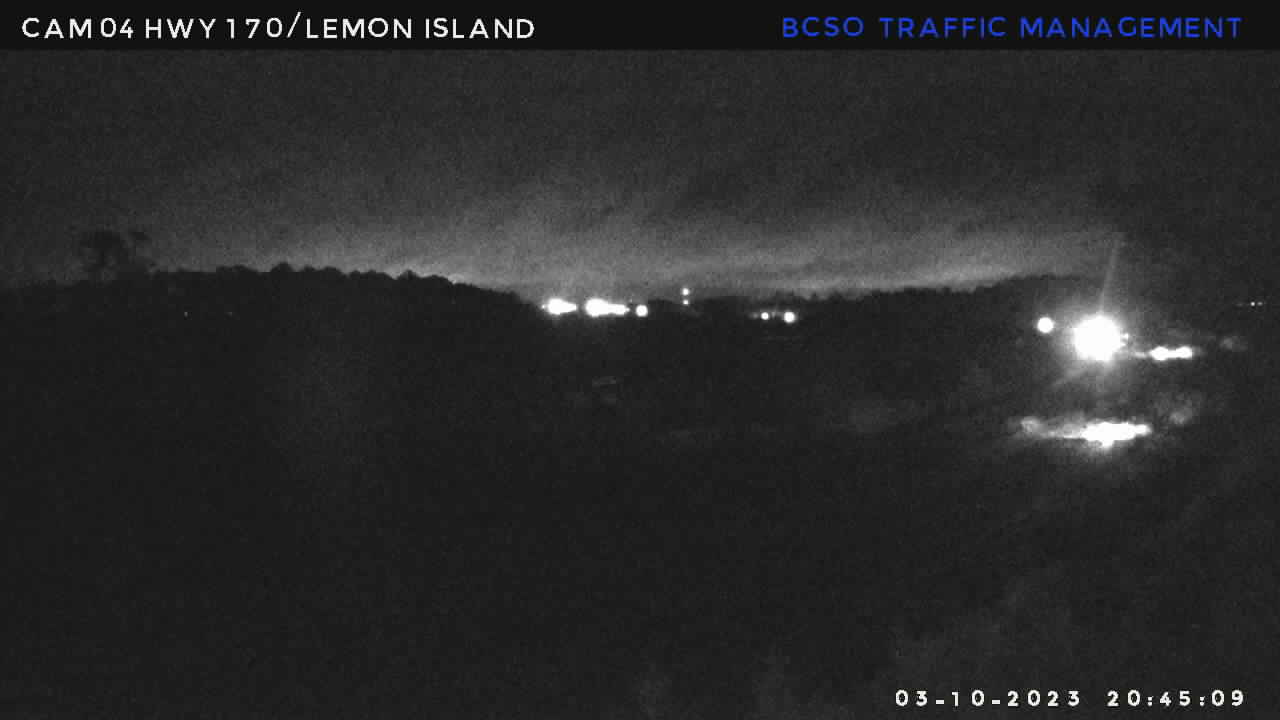 CAM04 HWY 170/LEMON ISLAND
BCSO TRAFFIC MANAGEMENT
03-10-2023 20:45:09